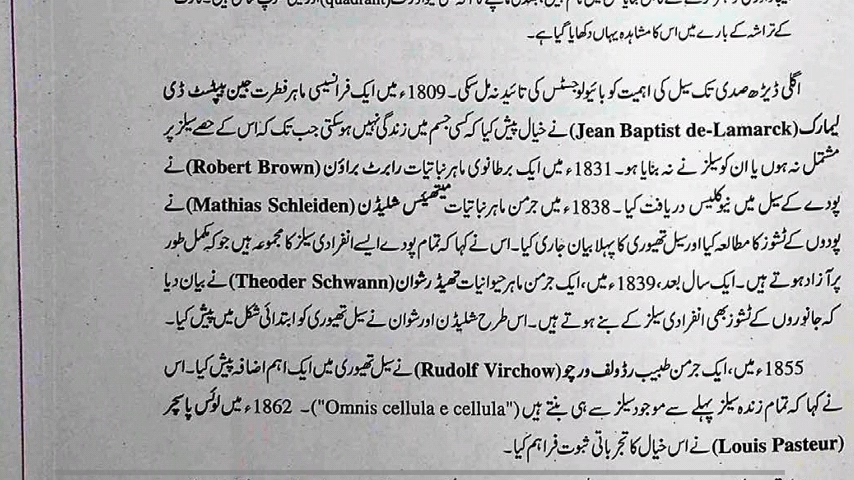 (quadrant)
کے تراشہ کے بارے میں اس کا مشاہدہ یہاں دکھایا گیا ہے۔
اگلی ڈیڑھ صدی تک سیل کی اہمیت کو بائیولوجسٹس کی تائید نہ مل سکی۔ 1809ء میں ایک فرانسیسی ماہر فطرت جین بپٹسٹ ڈی
لیمارک (Jean Baptist de-Lamarck) نے خیال پیش کیا کہ کسی جسم میں زندگی نہیں ہو سکتی جب تک کہ اس کے حصے سیلز پر
مشتمل نہ ہوں یا ان کو سیلز نے نہ بنایا ہو۔ 1831ء میں ایک برطانوی ماہر نباتیات رابرٹ براؤن (Robert Brown) نے
پودے کے سیل میں نیوکلیس دریافت کیا۔ 1838ء میں جرمن ماہر نباتیات میتھیئس شلیڈن (Mathias Schleiden) نے
پودوں کے ٹشوز کا مطالعہ کیا اور سیل تھیوری کا پہلا بیان جاری کیا۔ اس نے کہا کہ تمام پودے ایسے انفرادی سیلز کا مجموعہ ہیں جو کہ مکمل طور
پر آزاد ہوتے ہیں۔ ایک سال بعد، 1839ء میں، ایک جرمن ماہر حیوانیات تھیڈر شوان (Theoder Schwann) نے بیان دیا
کہ جانوروں کے ٹشوز بھی انفرادی سیلز کے بنے ہوتے ہیں۔ اس طرح شلیڈن اور شوان نے سیل تھیوری کو ابتدائی شکل میں پیش کیا۔
1855ء میں، ایک جرمن طبیب رڈولف ورچو (Rudolf Virchow) نے سیل تھیوری میں ایک اہم اضافہ پیش کیا۔ اس
نے کہا کہ تمام زندہ سیلز پہلے سے موجود سیلز سے ہی بنتے ہیں ("Omnis cellula e cellula")۔ 1862ء میں لوئس پاسچر
(Louis Pasteur) نے اس خیال کا تجرباتی ثبوت فراہم کیا۔